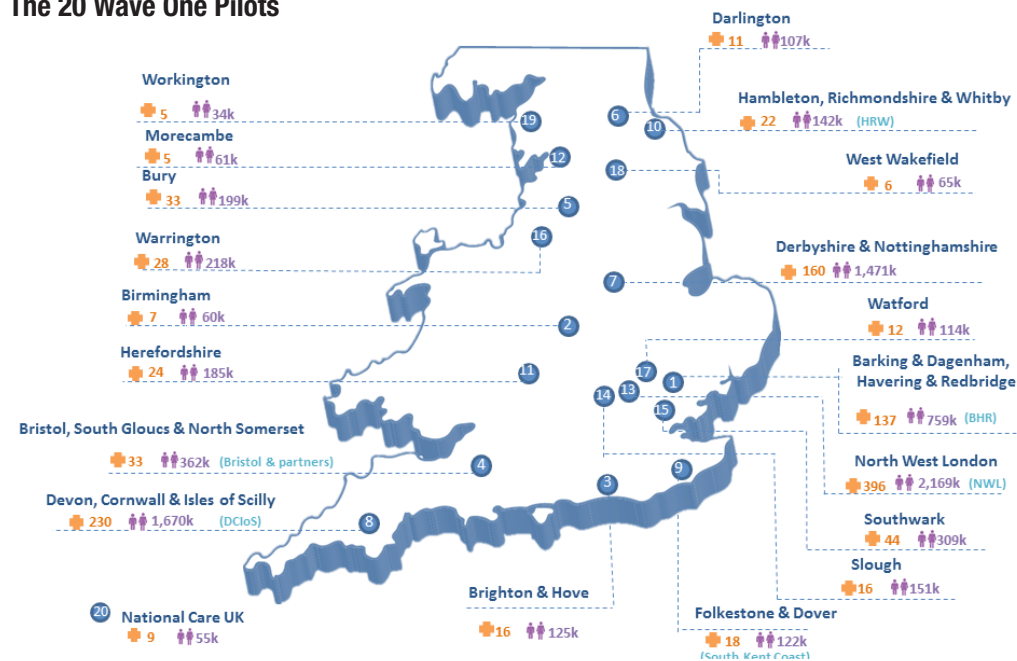 The 20 Wave One Pilots
Darlington
11 107k
Workington
5 34k
Hambleton, Richmondshire & Whitby
22 142k (HRW)
Morecambe
5 61k
West Wakefield
6 65k
Bury
33 199k
Warrington
28 218k
Derbyshire & Nottinghamshire
160 1,471k
Birmingham
7 60k
Watford
12 114k
Herefordshire
24 185k
Barking & Dagenham,
Havering & Redbridge
137 759k (BHR)
Bristol, South Gloucs & North Somerset
33 362k (Bristol & partners)
North West London
396 2,169k (NWL)
Devon, Cornwall & Isles of Scilly
230 1,670k (DCIoS)
Southwark
44 309k
Slough
16 151k
Brighton & Hove
16 125k
Folkestone & Dover
18 122k
(South Kent Coast)
20 National Care UK
9 55k
19
6
10
12
18
5
16
7
2
11
17
1
13
14
15
4
9
3
8